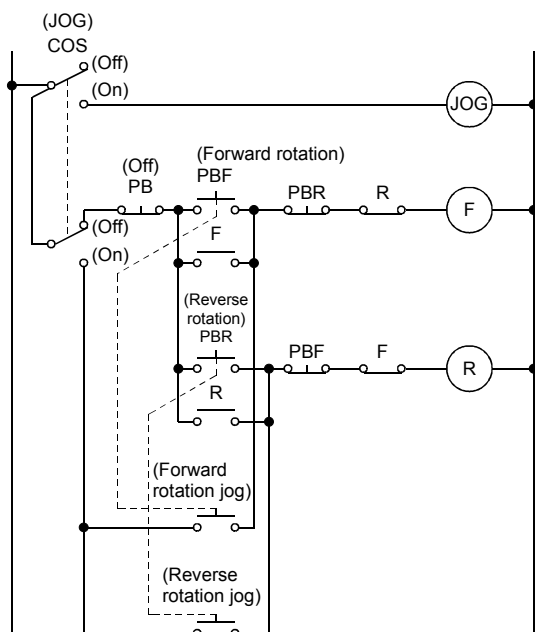 (JOG)
COS
(Off)
(On)
JOG
(Forward rotation)
(Off)
PBF
PB
PBR
R
F
(Off)
F
(On)
(Reverse
rotation)
PBR
PBF
F
R
R
(Forward
rotation jog)
(Reverse
rotation jog)